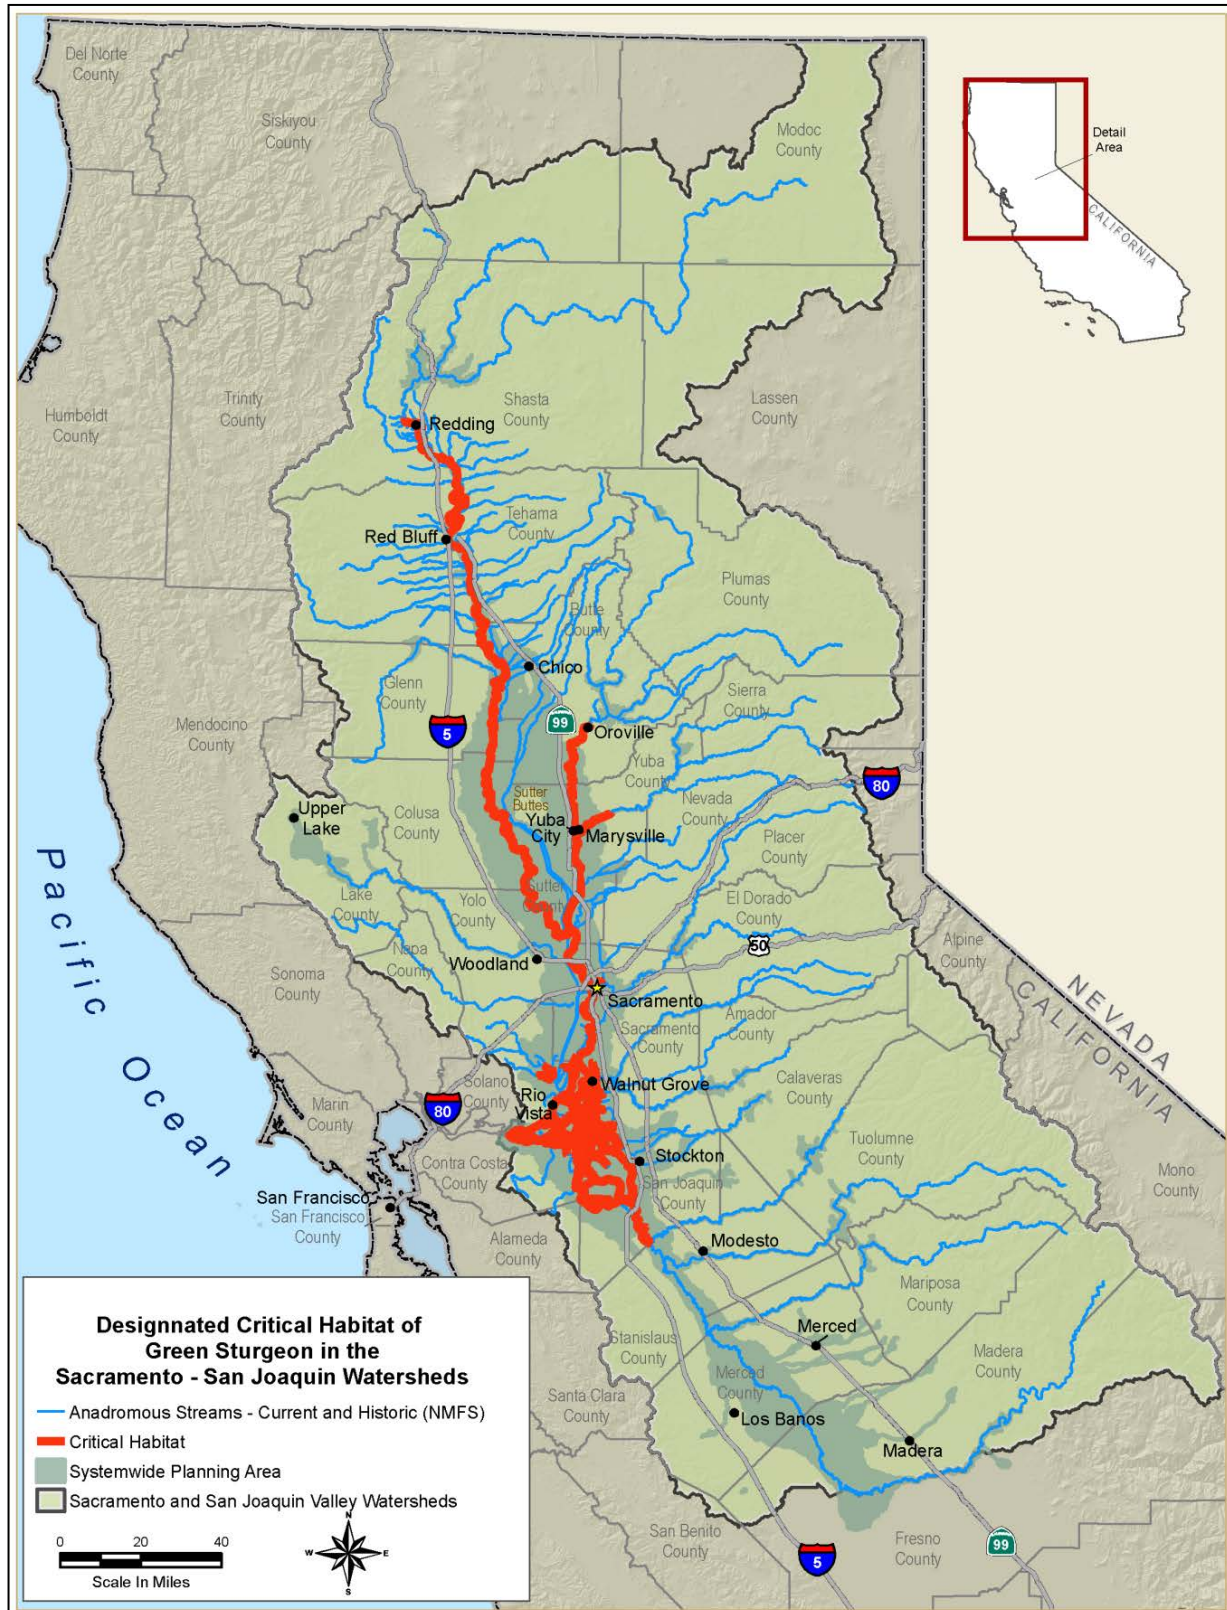 Del Norte
County
Siskiyou
County
Modoc
County
Detail
Area
CALIFORNIA
Humboldt
County
Trinity
County
Shasta
County
Lassen
County
Redding
Tehama
County
Red Bluff
Plumas
County
Butte
County
Chico
Glenn
County
Sierra
County
Mendocino
County
5
99
Oroville
Yuba
County
80
Nevada
County
Sutter
Buttes
Colusa
County
Upper
Lake
Yuba
City
Marysville
Placer
County
Lake
County
Yolo
County
Sutter
County
El Dorado
County
50
Alpine
County
Napa
County
Woodland
Sonoma
County
Sacramento
NEVADA
CALIFORNIA
Pacific Ocean
Sacramento
County
Amador
County
Solano
County
Walnut Grove
Calaveras
County
Marin
County
80
Rio
Vista
Tuolumne
County
Contra Costa
County
Stockton
San Joaquin
County
Mono
County
San Francisco
San Francisco
County
Alameda
County
Modesto
Mariposa
County
Merced
Stanislaus
County
Madera
County
Merced
County
Santa Clara
County
Los Banos
Madera
San Benito
County
Fresno
County
5
99
Designnated Critical Habitat of
Green Sturgeon in the
Sacramento - San Joaquin Watersheds
Anadromous Streams - Current and Historic (NMFS)
Critical Habitat
Systemwide Planning Area
Sacramento and San Joaquin Valley Watersheds
0 20 40
Scale In Miles
N
W E
S